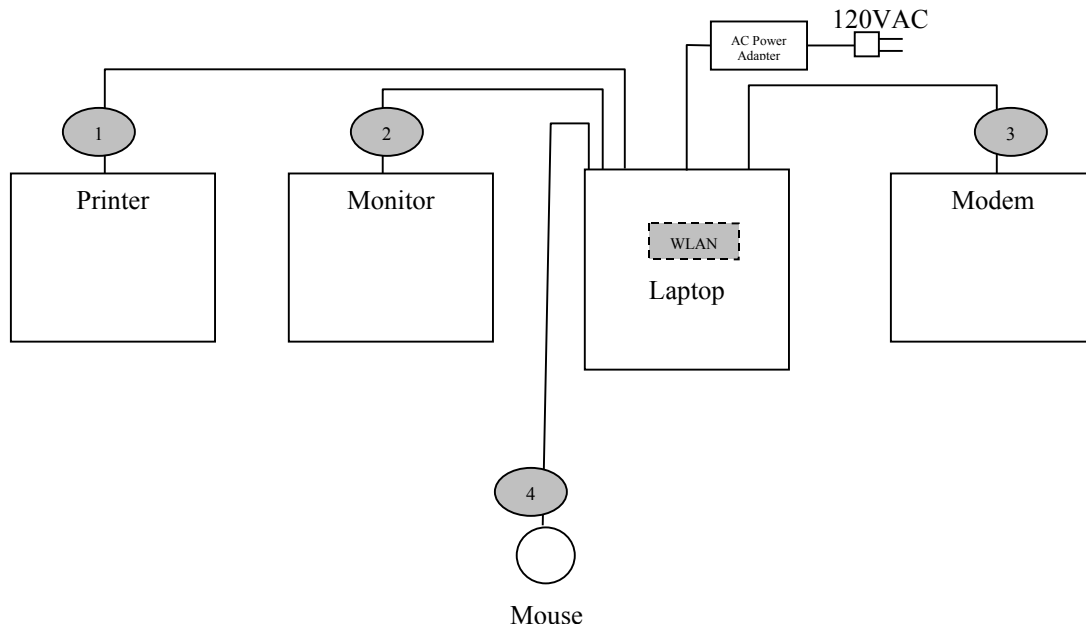 120VAC
AC Power
Adapter
1
2
3
Printer
Monitor
Modem
WLAN
Laptop
4
Mouse